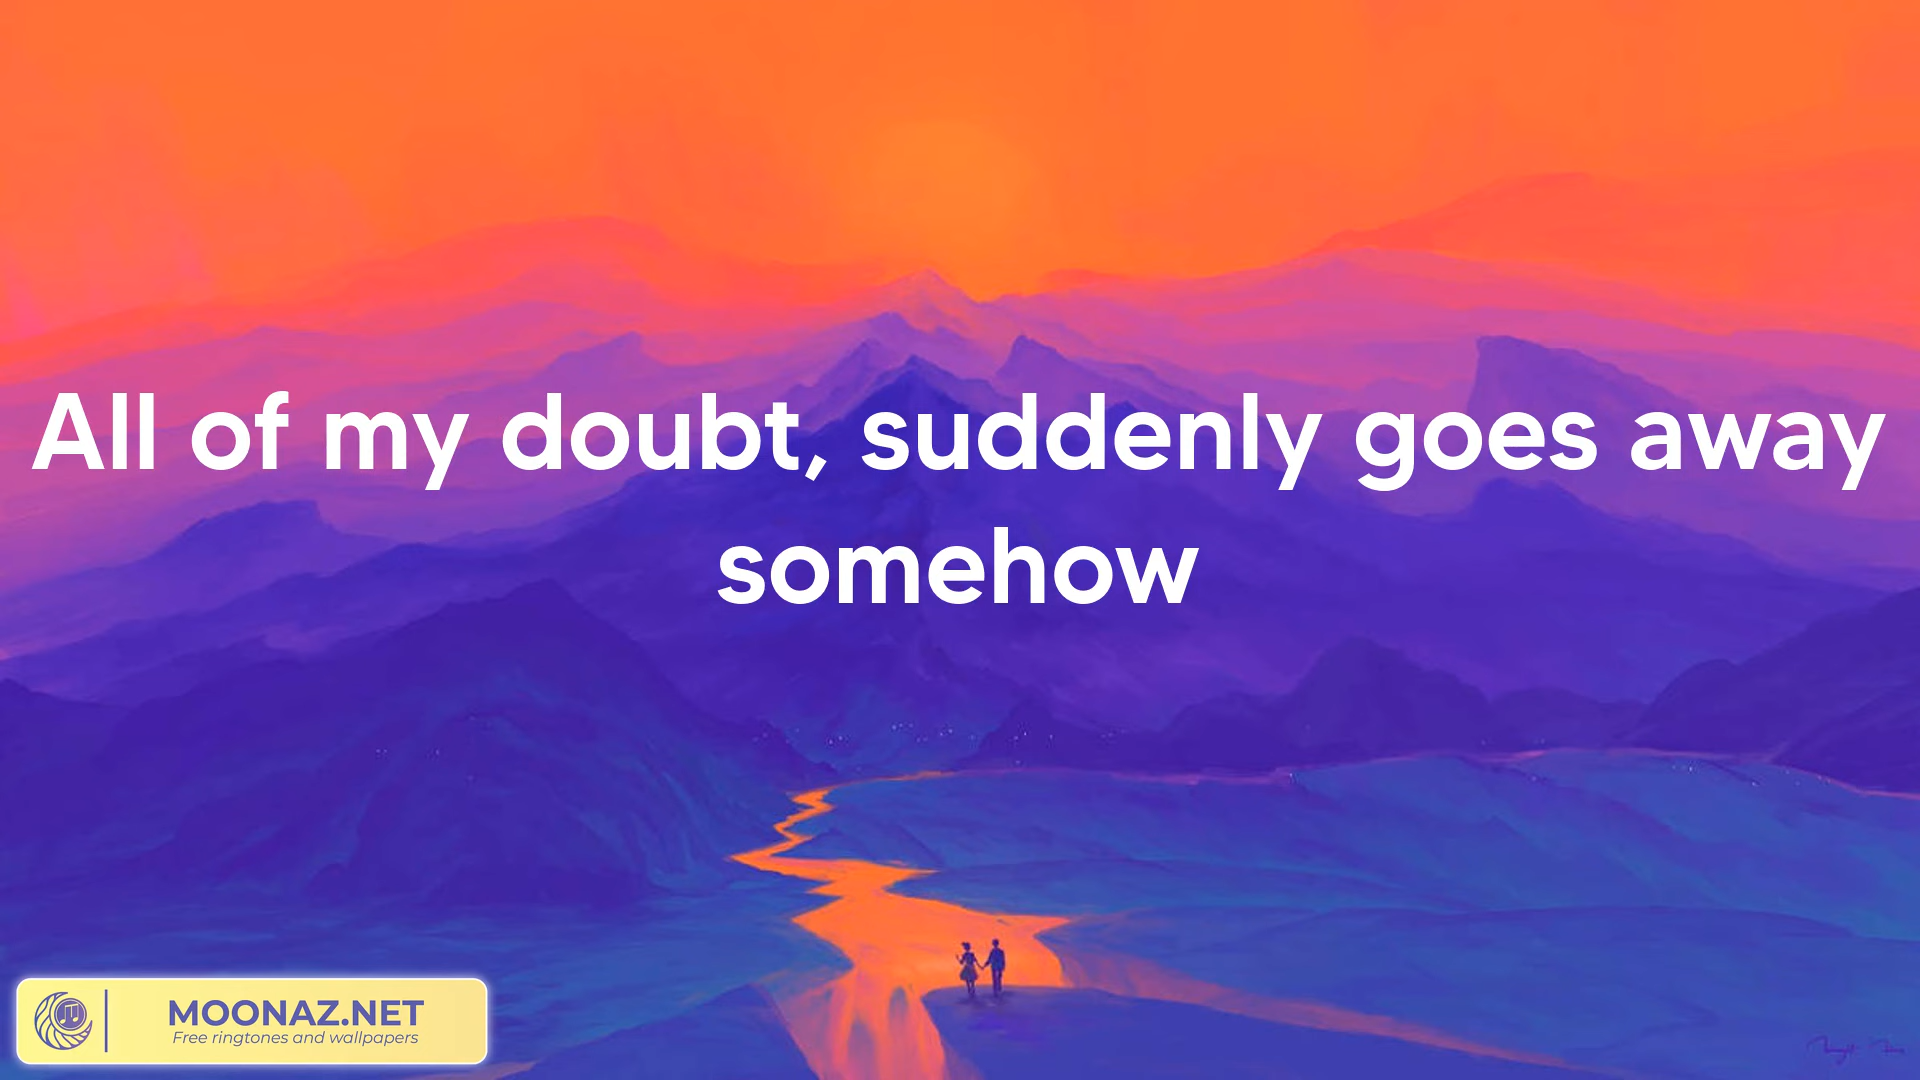 All of my doubt, suddenly goes away
somehow
MOONAZ.NET
Free ringtones and wallpapers